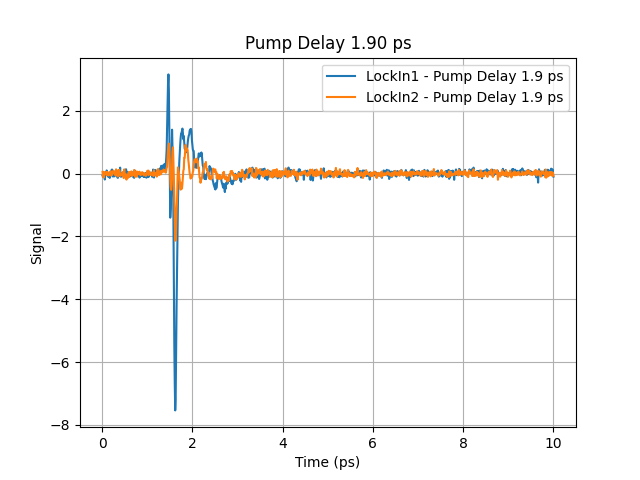 Pump Delay 1.90 ps
LockIn1 - Pump Delay 1.9 ps
LockIn2 - Pump Delay 1.9 ps
Signal
2
0
−2
−4
−6
−8
0
2
4
6
8
10
Time (ps)